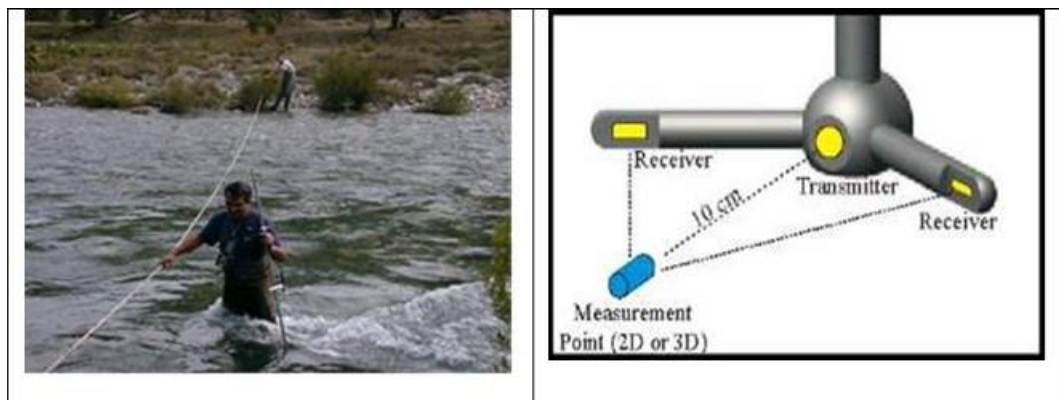 Receiver
Transmitter
10 cm
Receiver
Measurement
Point (2D or 3D)